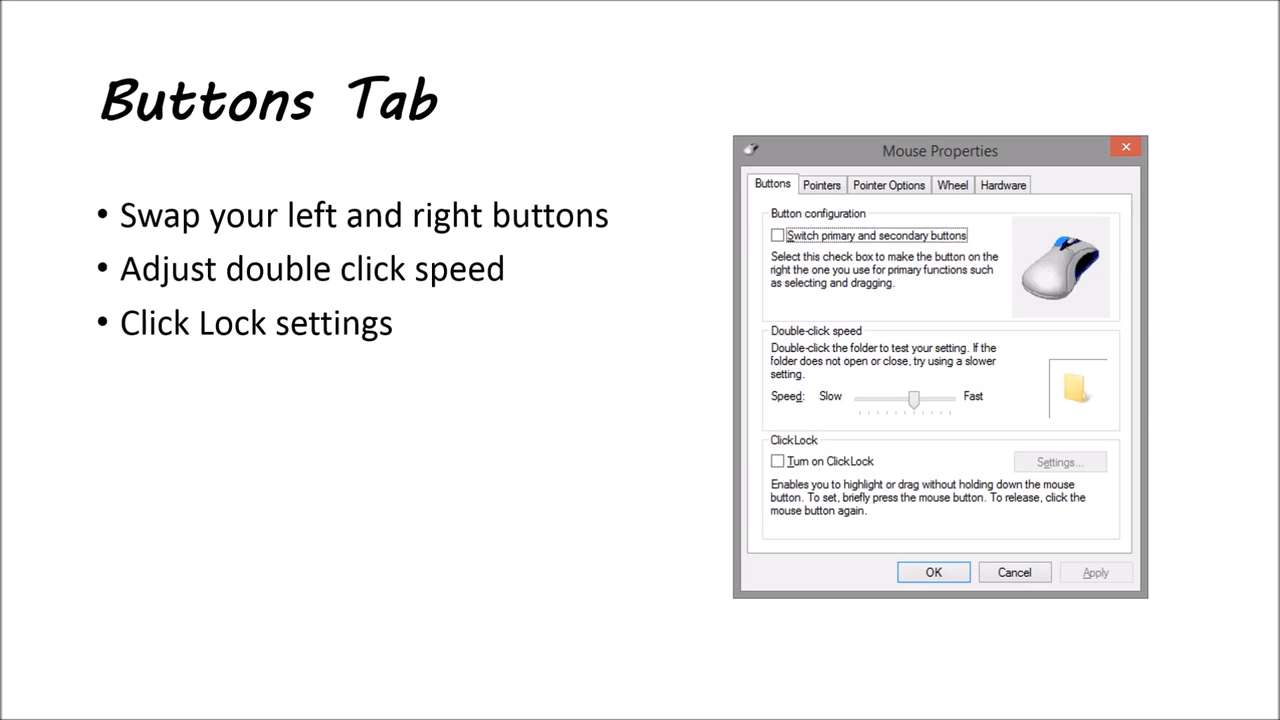 Buttons Tab
• Swap your left and right buttons
• Adjust double click speed
• Click Lock settings
Mouse Properties
Buttons Pointers Pointer Options Wheel Hardware
Button configuration
Switch primary and secondary buttons
Select this check box to make the button on the
right the one you use for primary functions such
as selecting and dragging.
Double-click speed
Double-click the folder to test your setting. If the
folder does not open or close, try using a slower
setting.
Speed: Slow Fast
ClickLock
Turn on ClickLock Settings...
Enables you to highlight or drag without holding down the mouse
button. To set, briefly press the mouse button. To release, click the
mouse button again.
OK Cancel Apply